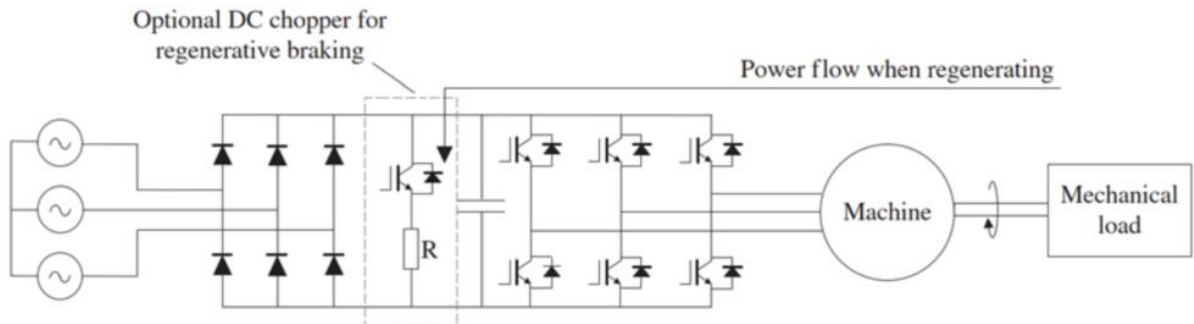 Optional DC chopper for
regenerative braking
Power flow when regenerating
R
Machine
Mechanical
load